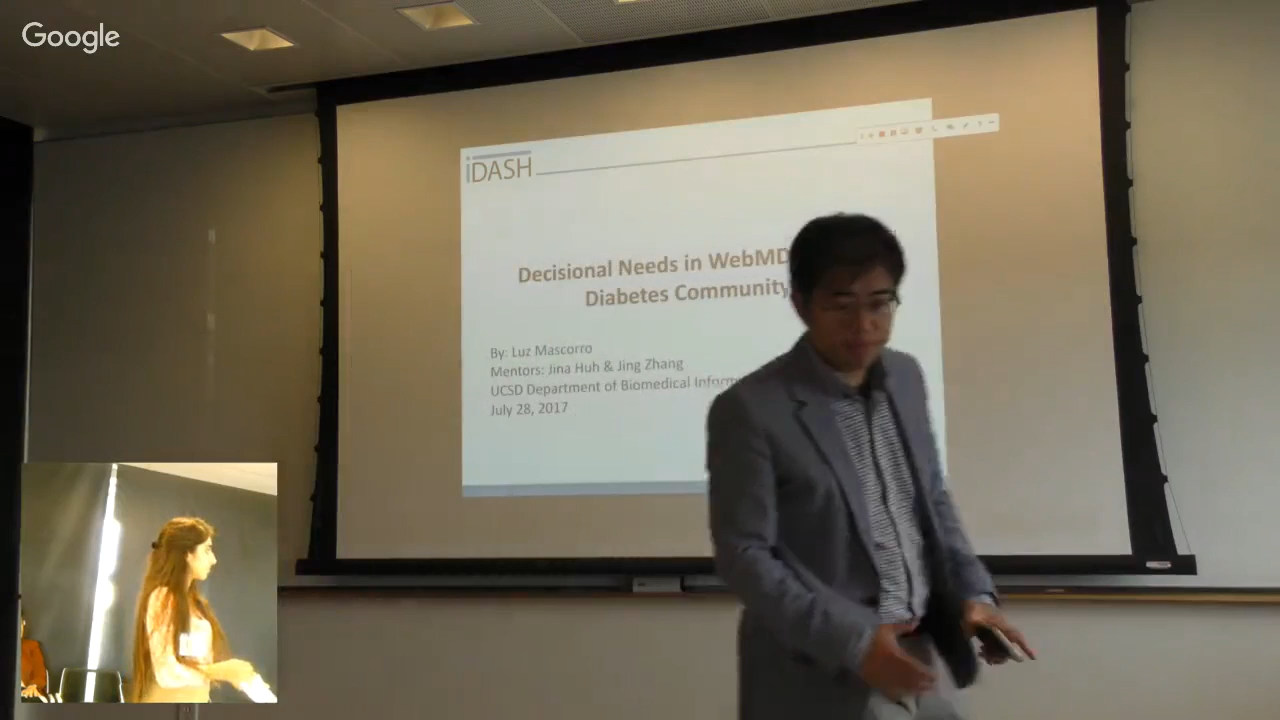 Google
iDASH
Decisional Needs in WebMD
Diabetes Community
By: Luz Mascorro
Mentors: Jina Huh & Jing Zhang
UCSD Department of Biomedical
July 28, 2017